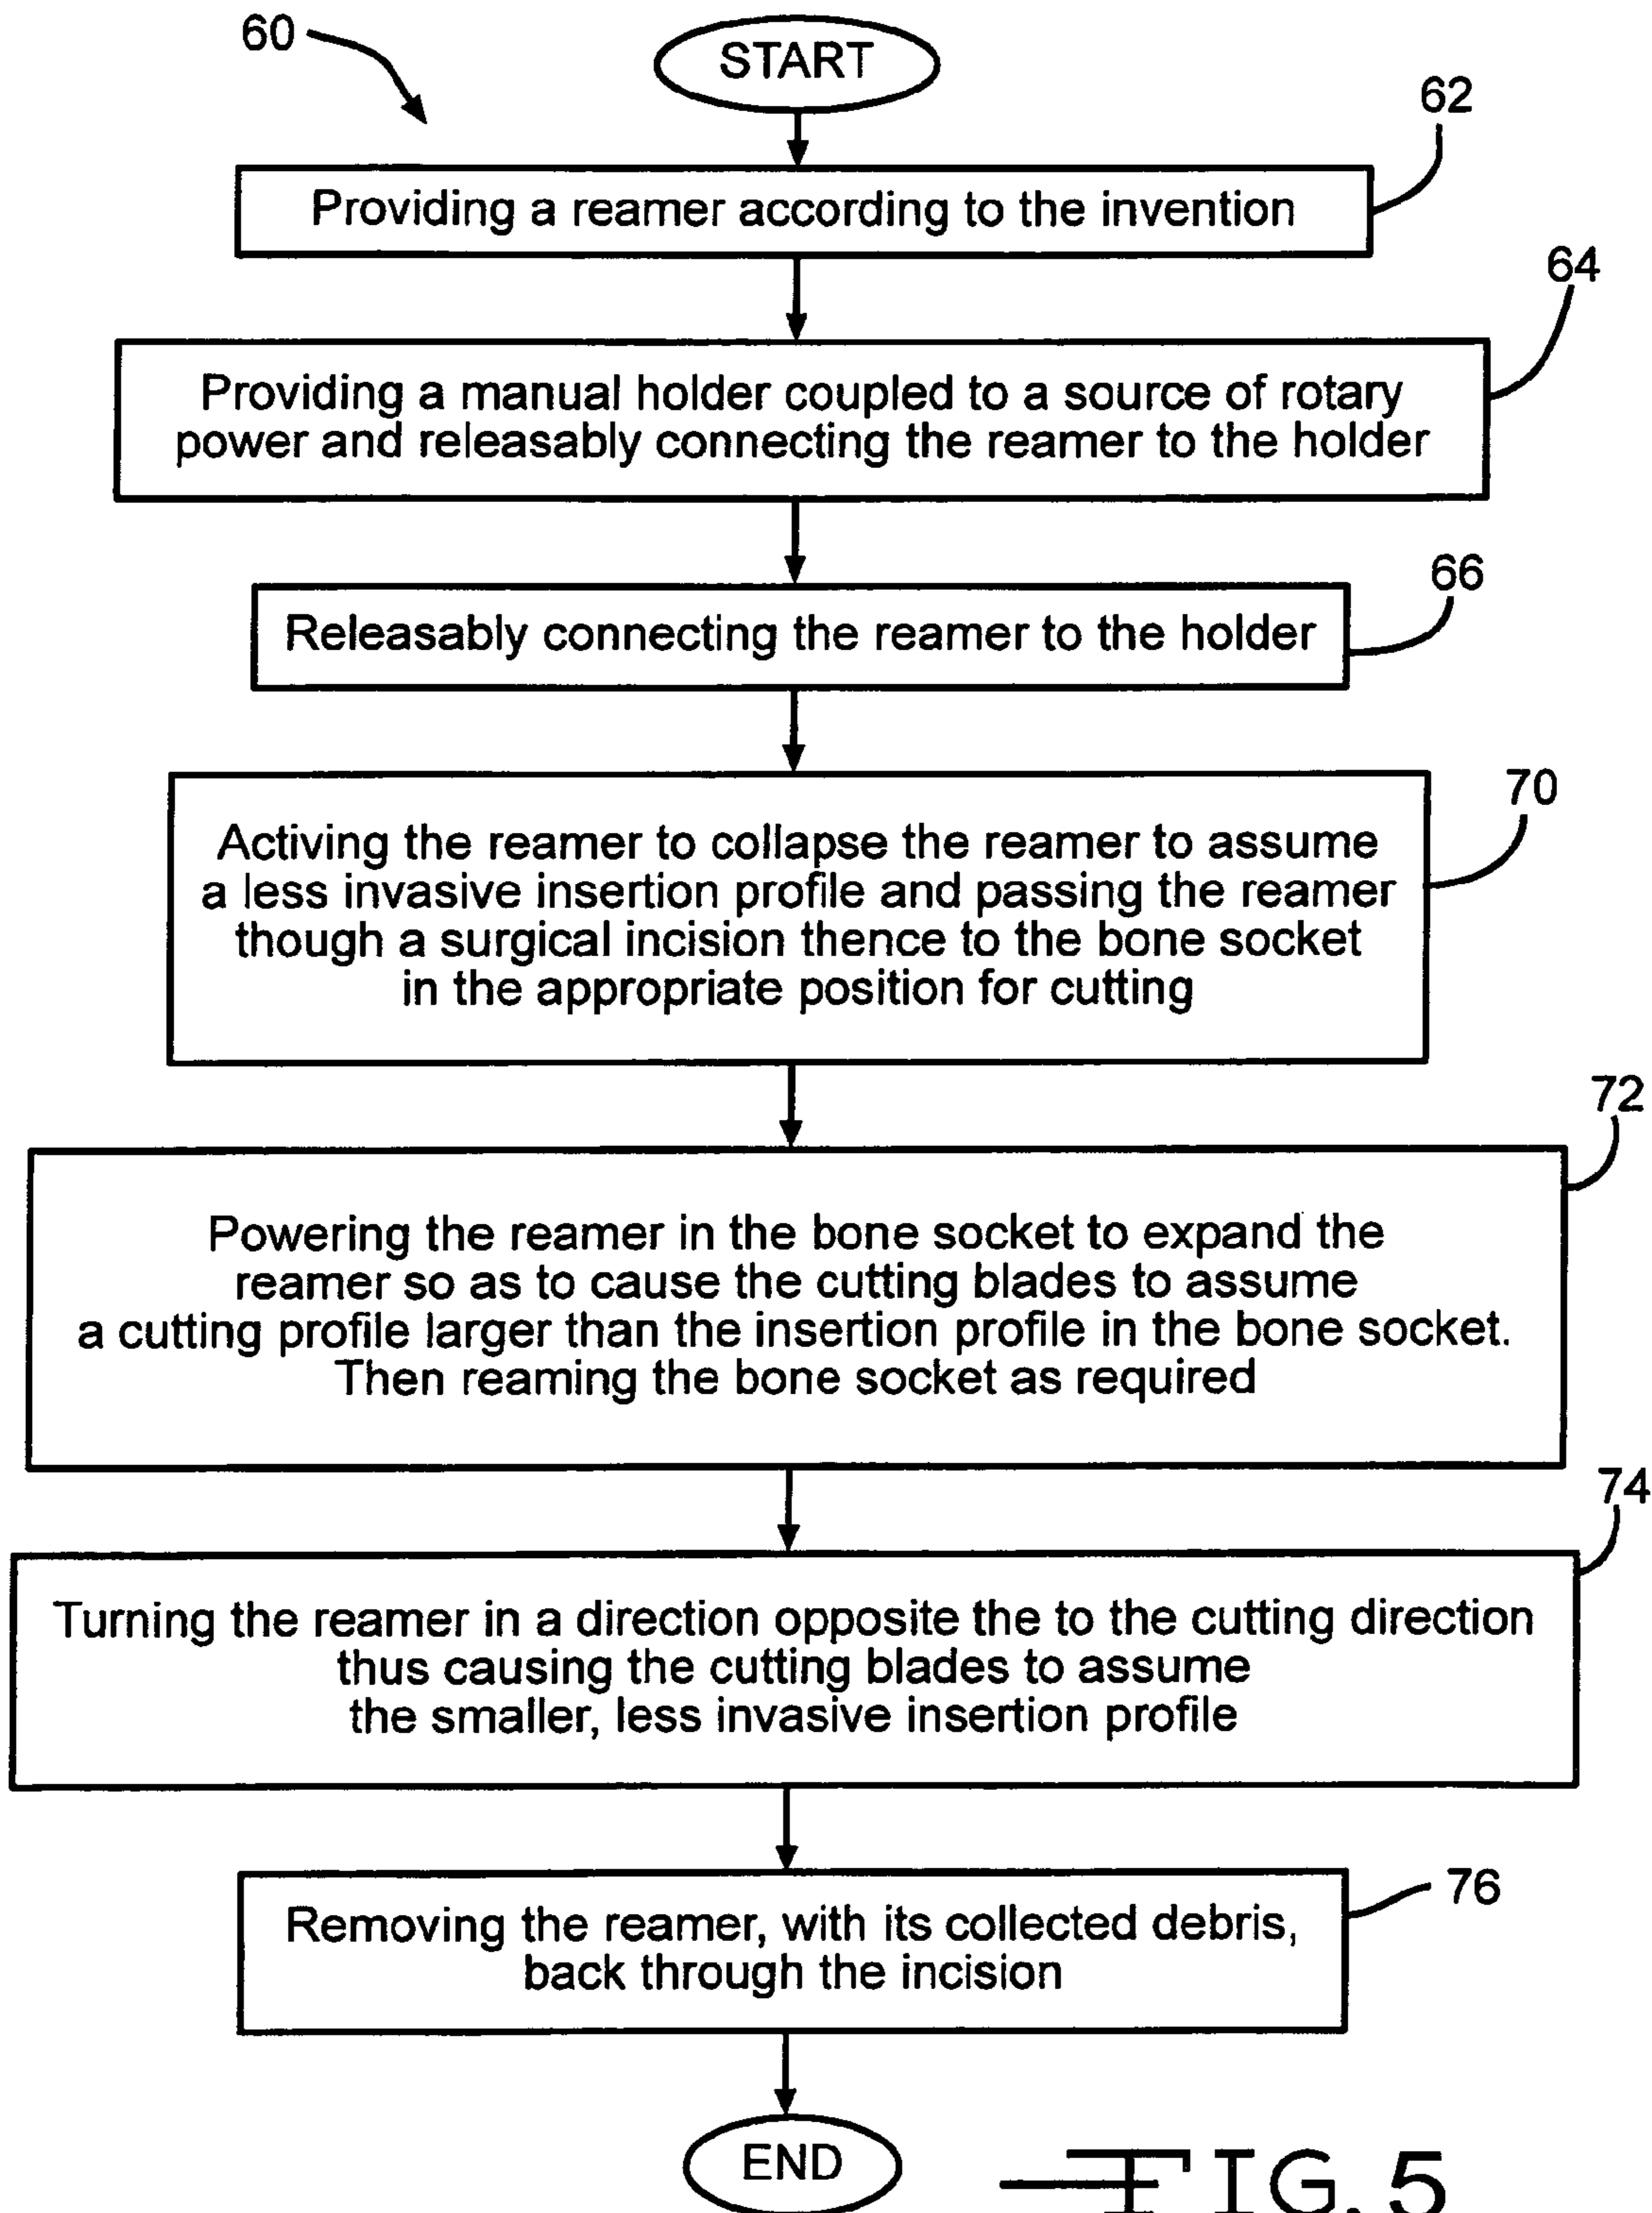 60
START
62
Providing a reamer according to the invention
64
Providing a manual holder coupled to a source of rotary
power and releasably connecting the reamer to the holder
66
Releasably connecting the reamer to the holder
70
Activing the reamer to collapse the reamer to assume
a less invasive insertion profile and passing the reamer
though a surgical incision thence to the bone socket
in the appropriate position for cutting
72
Powering the reamer in the bone socket to expand the
reamer so as to cause the cutting blades to assume
a cutting profile larger than the insertion profile in the bone socket.
Then reaming the bone socket as required
74
Turning the reamer in a direction opposite the to the cutting direction
thus causing the cutting blades to assume
the smaller, less invasive insertion profile
76
Removing the reamer, with its collected debris,
back through the incision
END
FIG. 5